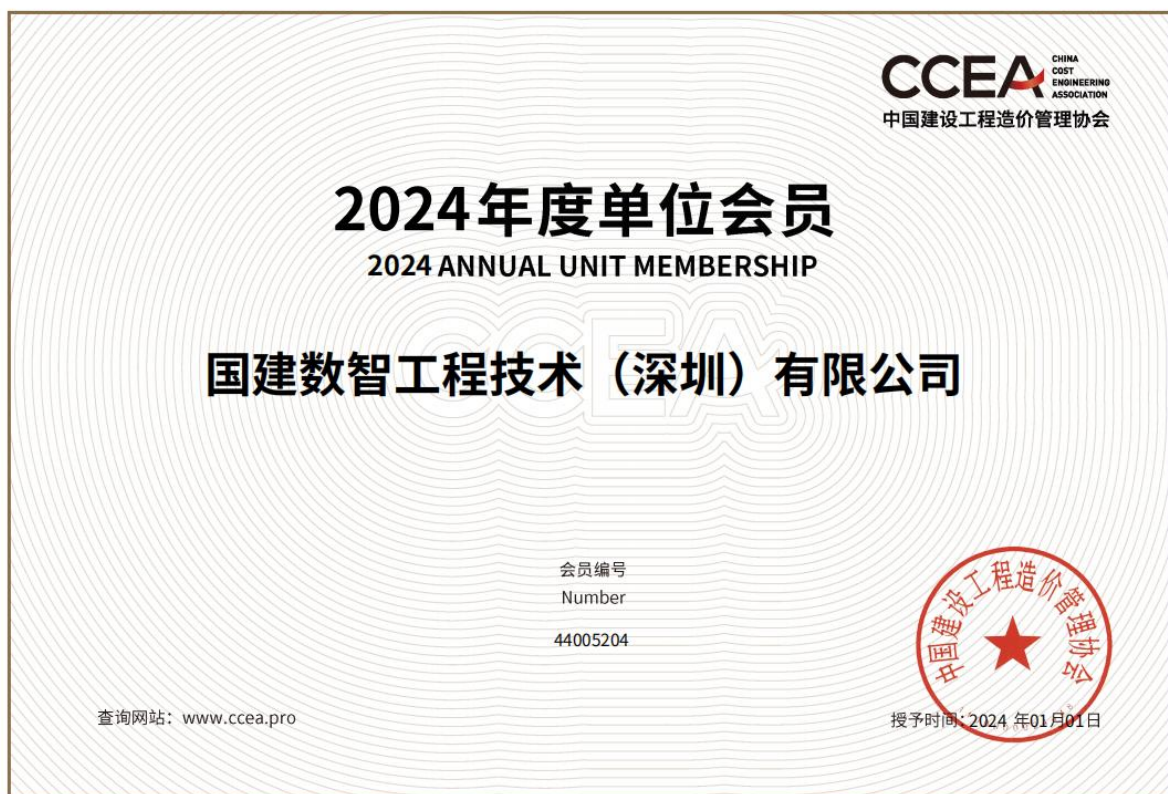 CCEA
CHINA
COST
ENGINEERING
ASSOCIATION
中国建设工程造价管理协会
2024年度单位会员
2024 ANNUAL UNIT MEMBERSHIP
CCEA
国建数智工程技术（深圳）有限公司
会员编号
Number
44005204
中国建设工程造价管理协会
查询网站：www.ccea.pro
授予时间：2024 年01月01日